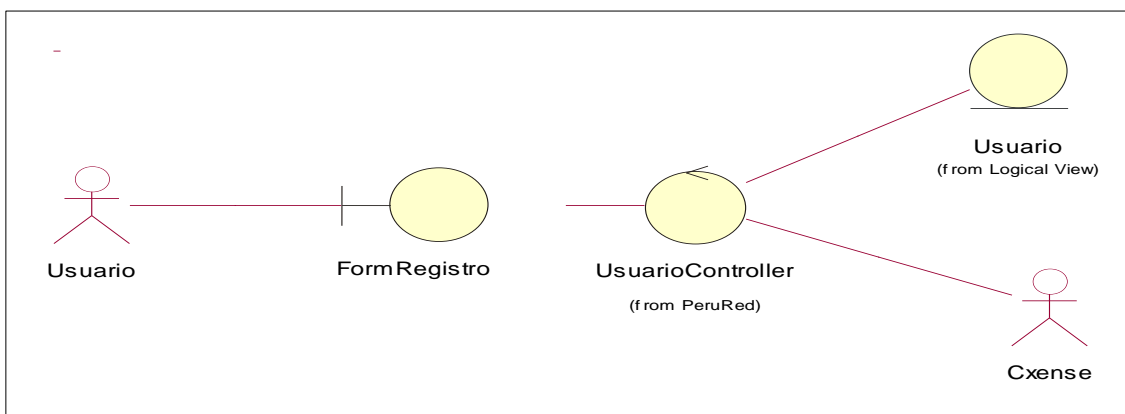 Usuario
FormRegistro
UsuarioController
(from PeruRed)
Usuario
(from Logical View)
Cxense